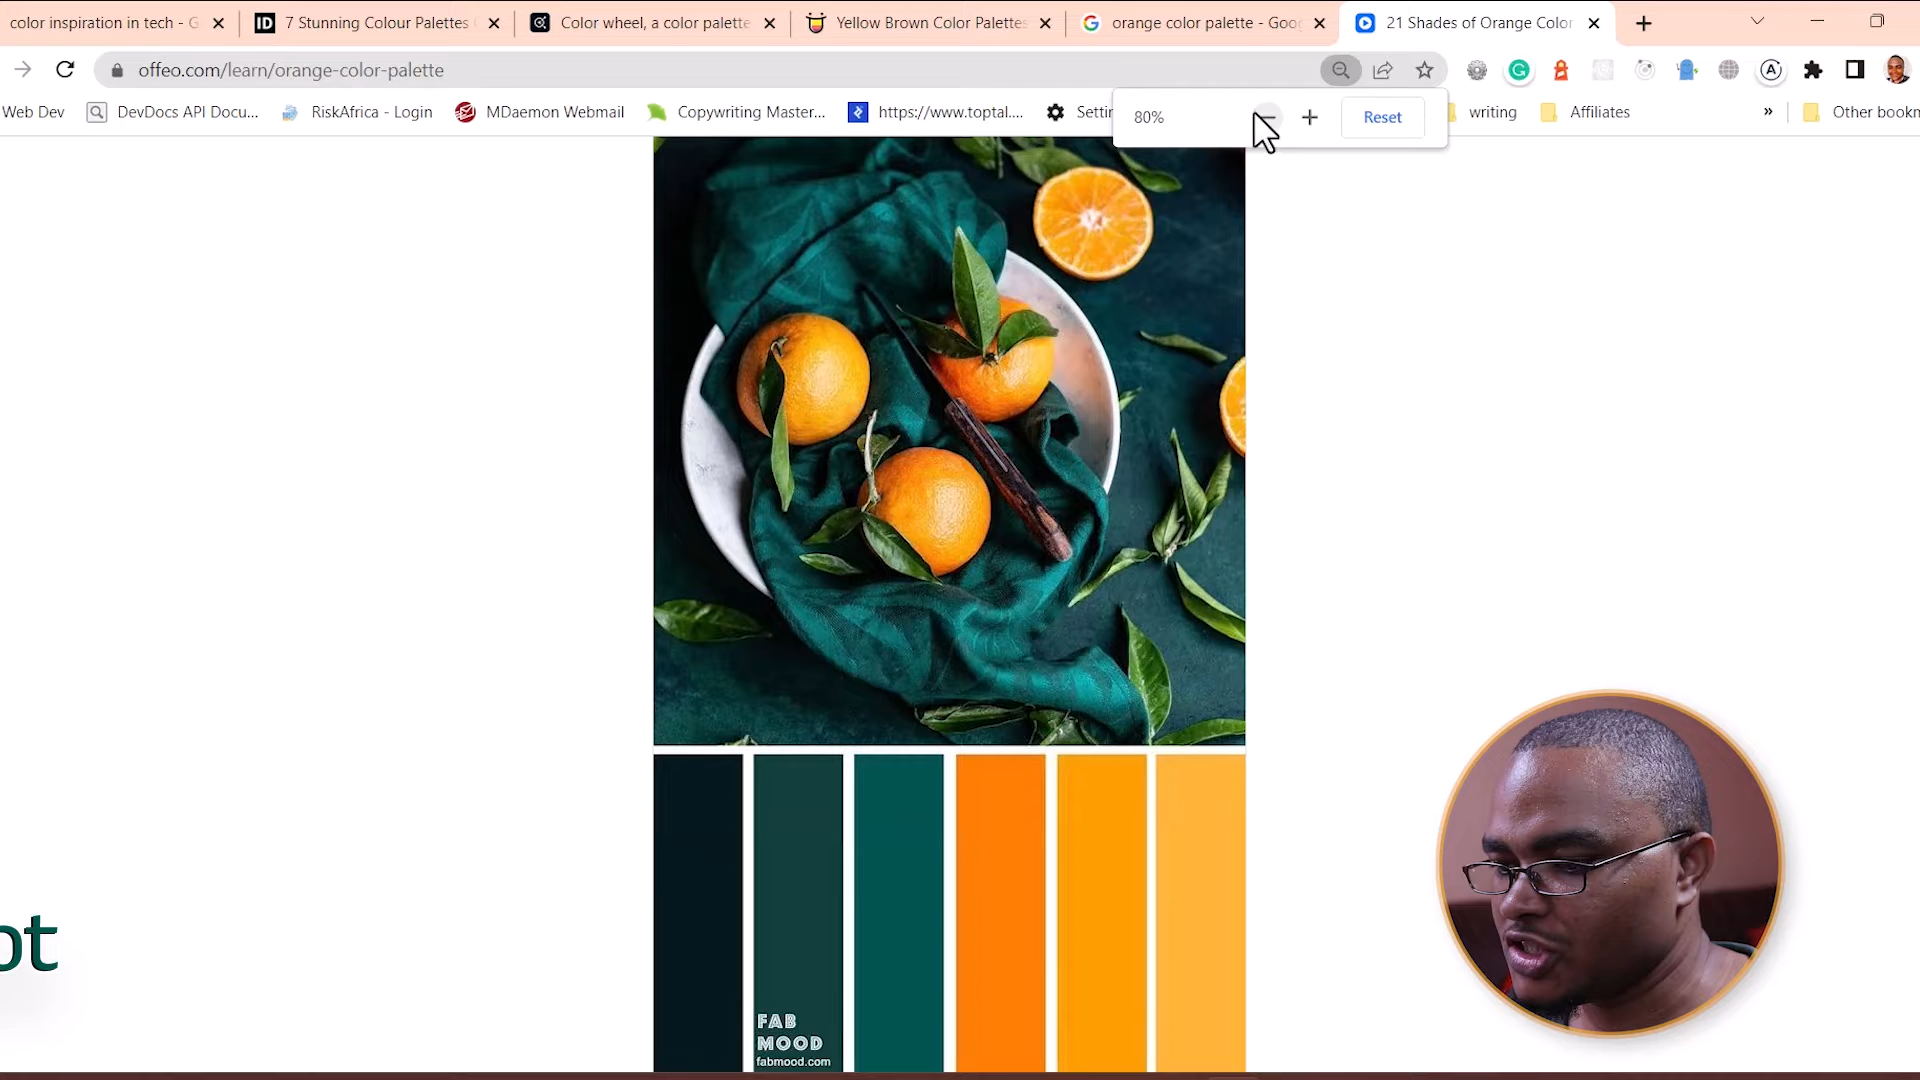 color inspiration in tech - G
7 Stunning Colour Palettes
Color wheel, a color palette
Yellow Brown Color Palettes
orange color palette - Goo
21 Shades of Orange Color
offeo.com/learn/orange-color-palette
Web Dev
DevDocs API Docu...
RiskAfrica - Login
MDaemon Webmail
Copywriting Master...
https://www.toptal....
Settin
writing
Affiliates
»
Other bookn
80%
Reset
ot
FAB
MOOD
fabmood.com